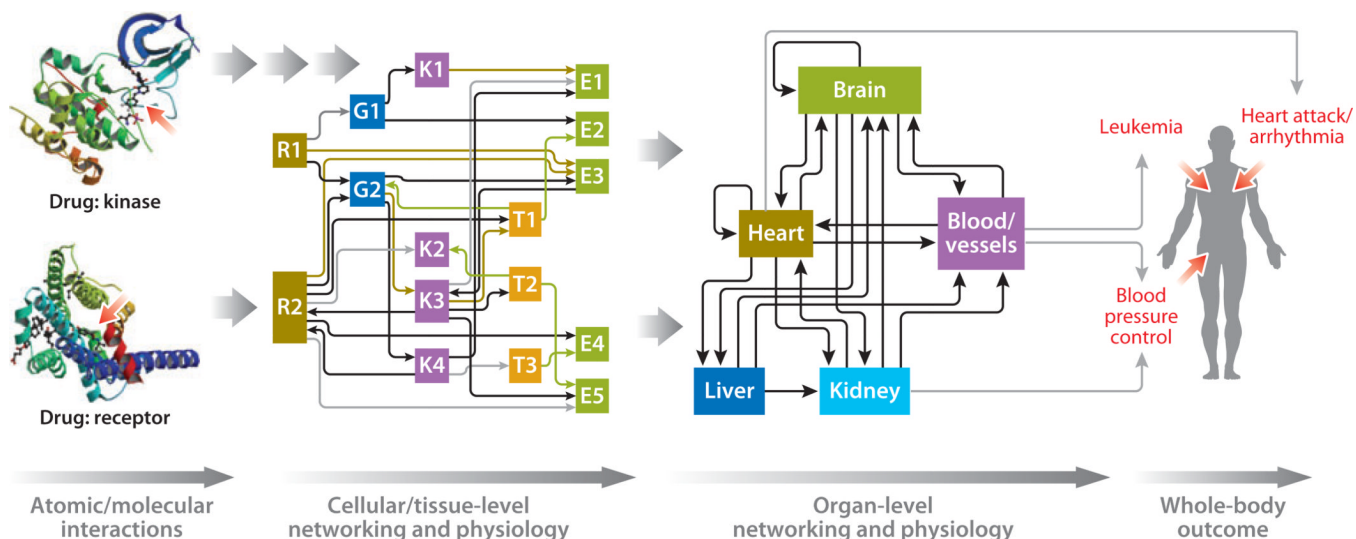 Drug: kinase
Drug: receptor
R1
R2
G1
G2
K1
K2
K3
K4
T1
T2
T3
E1
E2
E3
E4
E5
Brain
Heart
Blood/
vessels
Liver
Kidney
Leukemia
Heart attack/
arrhythmia
Blood
pressure
control
Atomic/molecular
interactions
Cellular/tissue-level
networking and physiology
Organ-level
networking and physiology
Whole-body
outcome